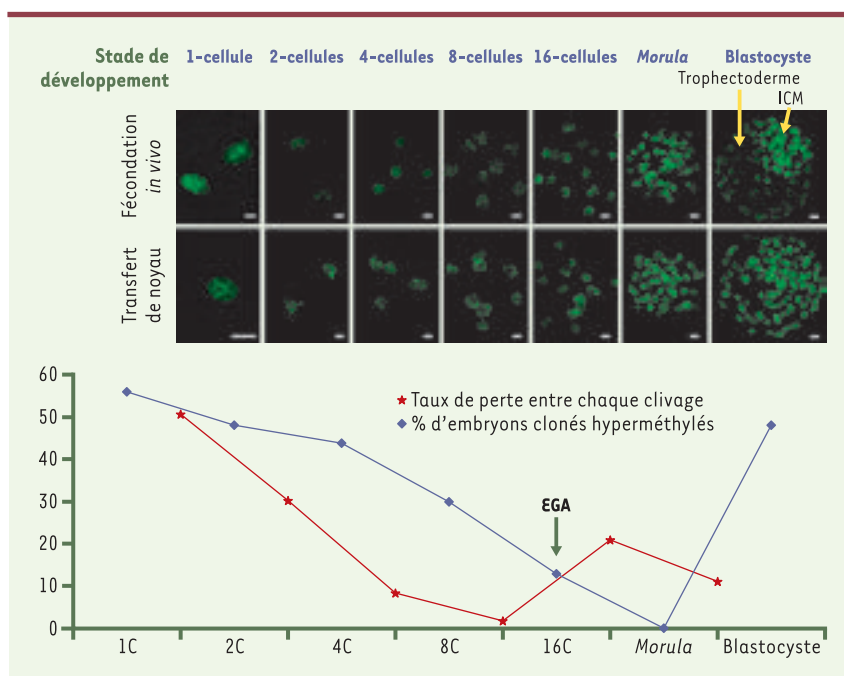 Stade de développement
1-cellule 2-cellules 4-cellules 8-cellules 16-cellules Morula Blastocyste
Trophectoderme
ICM
Fécondation
in vivo
Transfert
de noyau
60
50
40
30
20
10
0
Taux de perte entre chaque clivage
% d'embryons clonés hyperméthylés
EGA
1C 2C 4C 8C 16C Morula Blastocyste